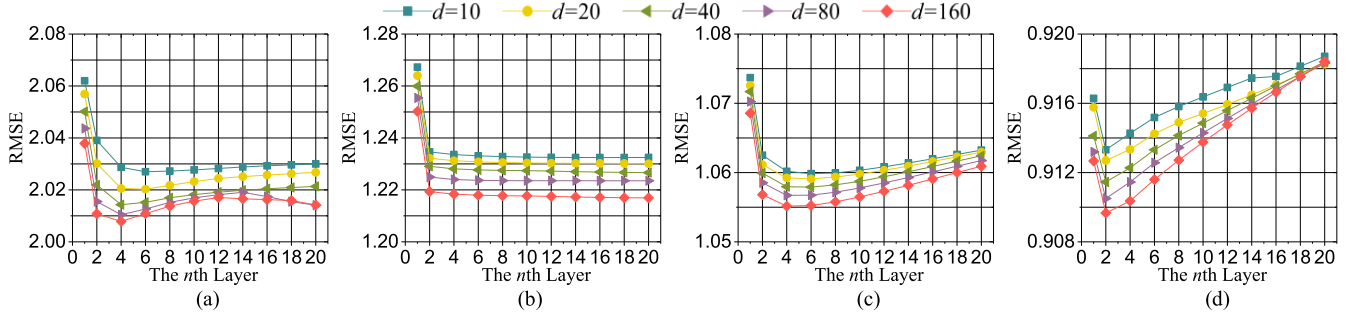 d=10 d=20 d=40 d=80 d=160
RMSE
2.08
2.06
2.04
2.02
2.00
0 2 4 6 8 10 12 14 16 18 20
The nth Layer
(a)
RMSE
1.28
1.26
1.24
1.22
1.20
0 2 4 6 8 10 12 14 16 18 20
The nth Layer
(b)
RMSE
1.08
1.07
1.06
1.05
0 2 4 6 8 10 12 14 16 18 20
The nth Layer
(c)
RMSE
0.920
0.916
0.912
0.908
0 2 4 6 8 10 12 14 16 18 20
The nth Layer
(d)